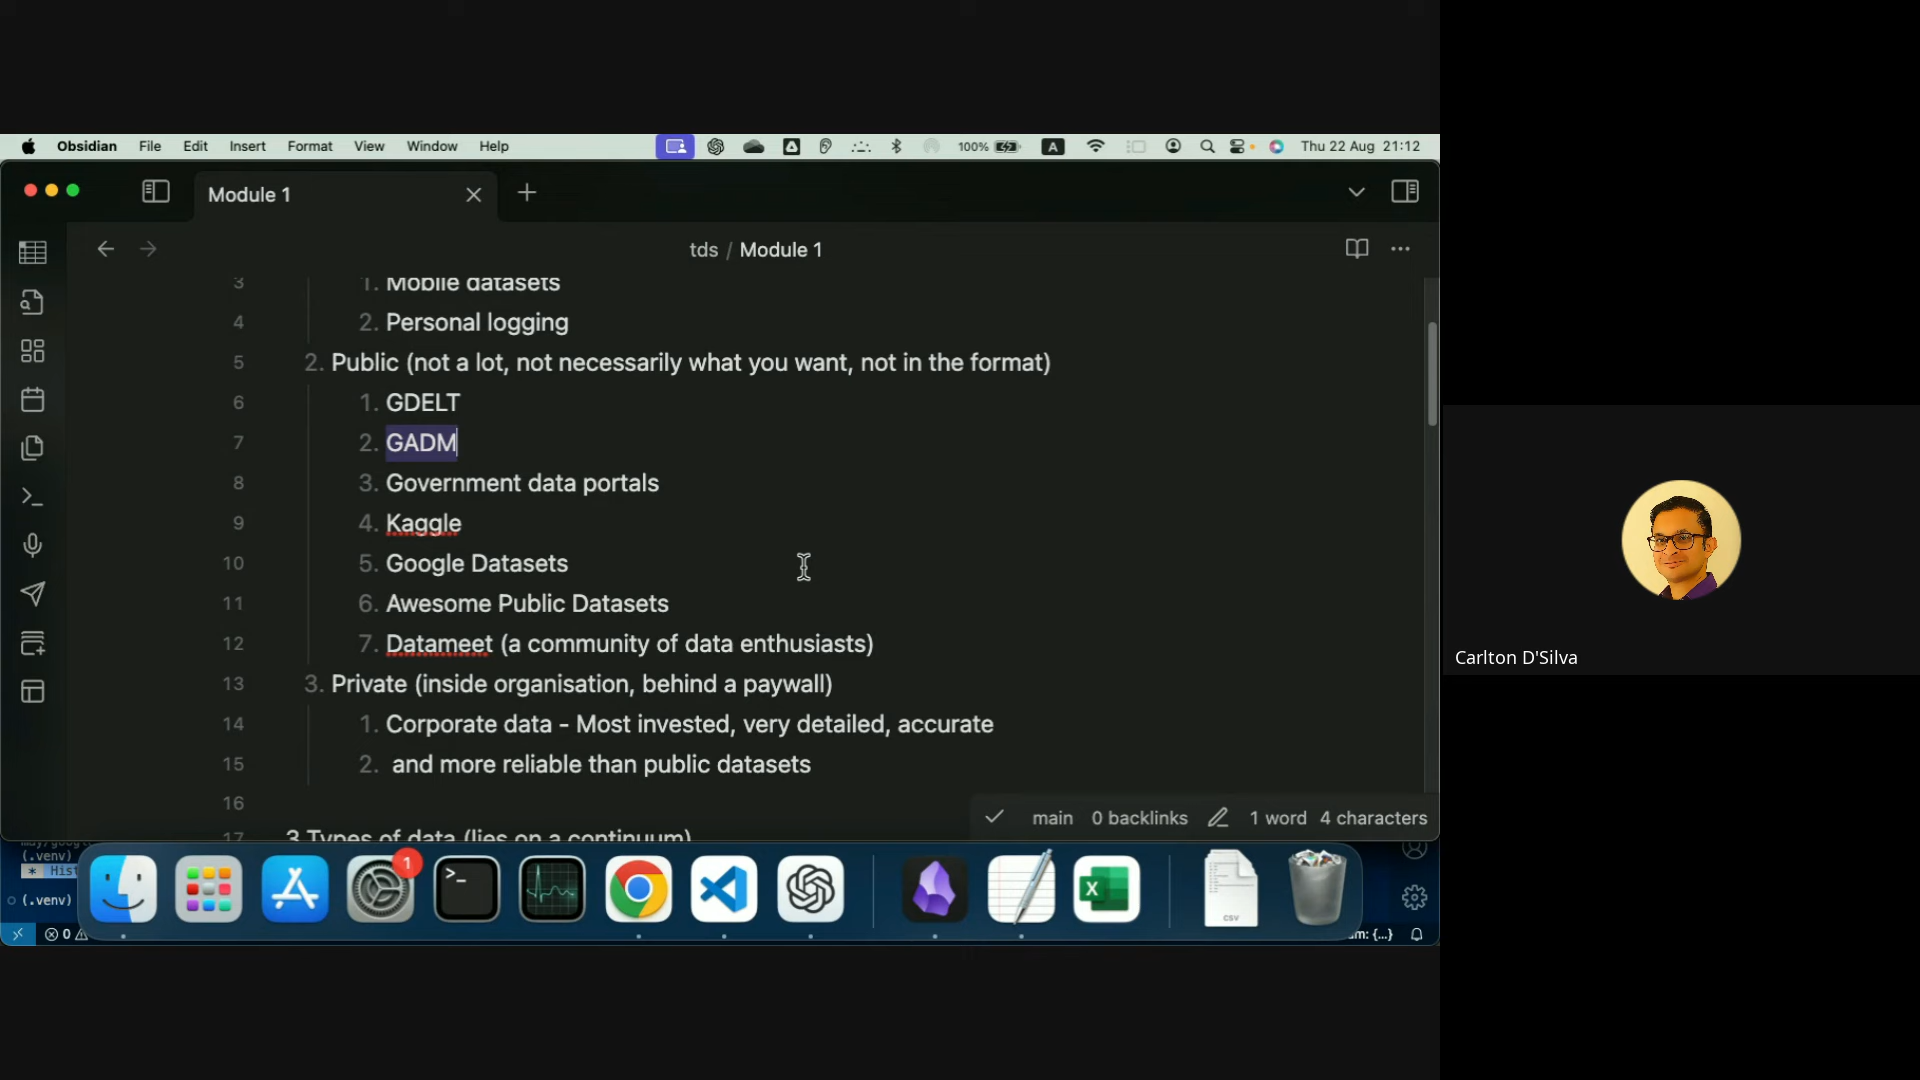 Obsidian File Edit Insert Format View Window Help 100% A Thu 22 Aug 21:12
Module 1
tds / Module 1
3 1. Mobile datasets
4 2. Personal logging
5 2. Public (not a lot, not necessarily what you want, not in the format)
6 1. GDELT
7 2. GADM
8 3. Government data portals
9 4. Kaggle
10 5. Google Datasets
11 6. Awesome Public Datasets
12 7. Datameet (a community of data enthusiasts)
13 3. Private (inside organisation, behind a paywall)
14 1. Corporate data - Most invested, very detailed, accurate
15 2. and more reliable than public datasets
16
17 3 Types of data (lies on a continuum)
main 0 backlinks 1 word 4 characters
Carlton D'Silva
(.venv)
* Hist
1
(.venv)
CSV
0